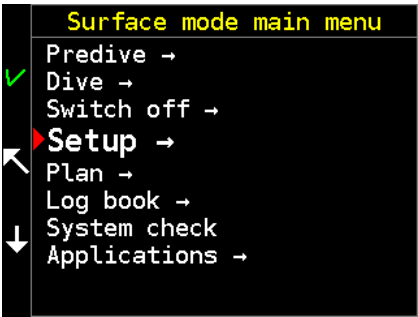 Surface mode main menu
Predive →
Dive →
Switch off →
Setup →
Plan →
Log book →
System check
Applications →